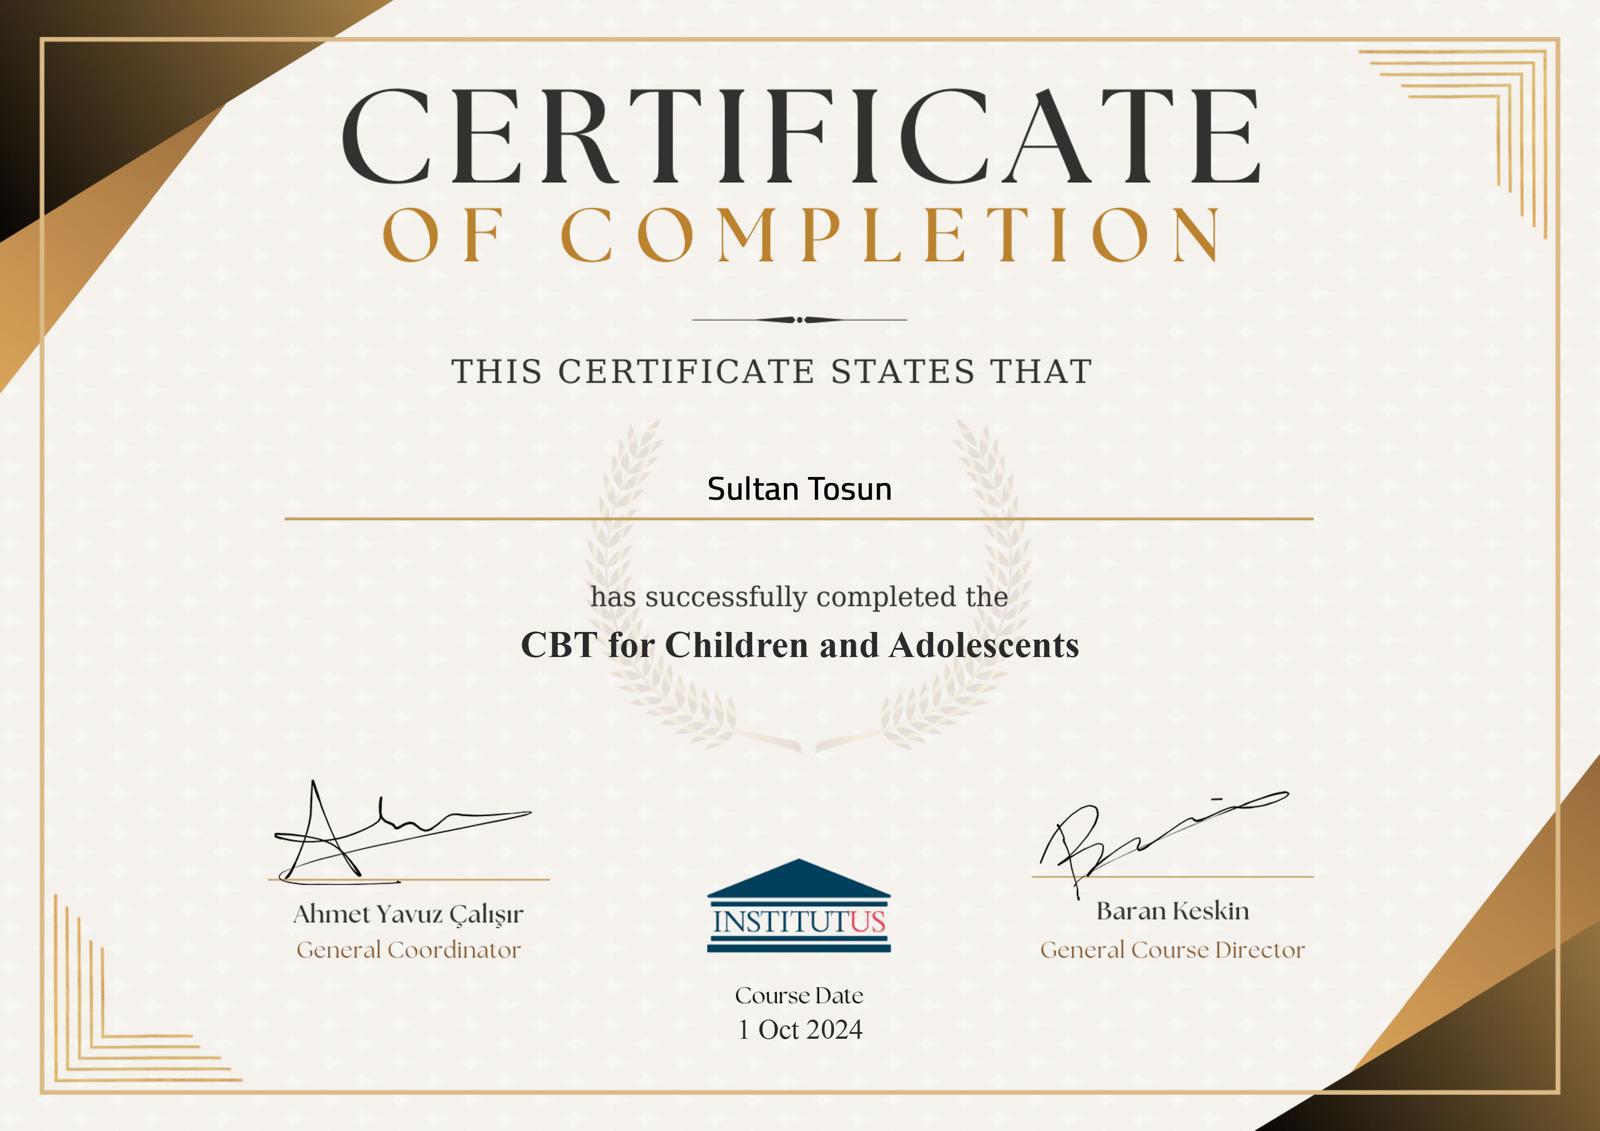 CERTIFICATE
OF COMPLETION
THIS CERTIFICATE STATES THAT
Sultan Tosun
has successfully completed the
CBT for Children and Adolescents
Ahmet Yavuz Çalışır
General Coordinator
INSTITUTUS
Baran Keskin
General Course Director
Course Date
1 Oct 2024